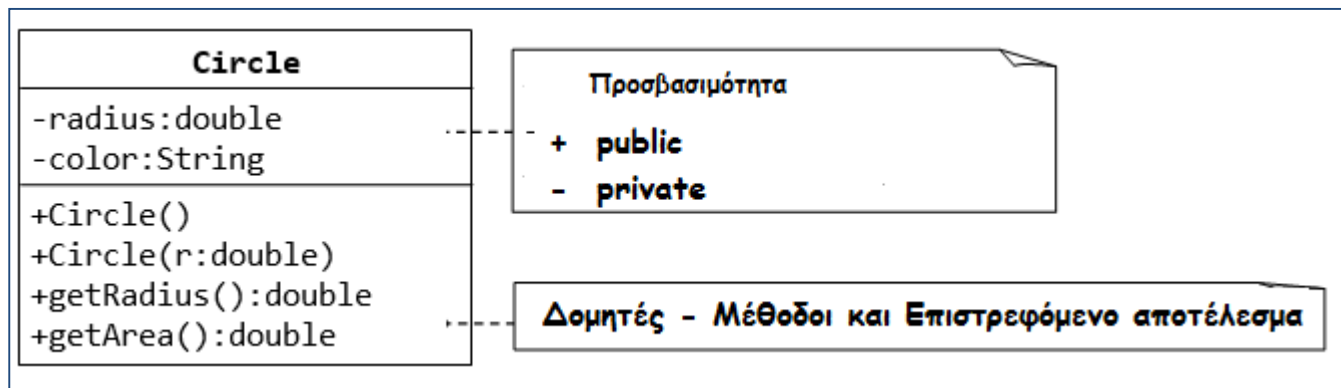 Circle
-radius:double
-color:String
+Circle()
+Circle(r:double)
+getRadius():double
+getArea():double
Προσβασιμότητα
+ public
- private
Δομητές - Μέθοδοι και Επιστρεφόμενο αποτέλεσμα